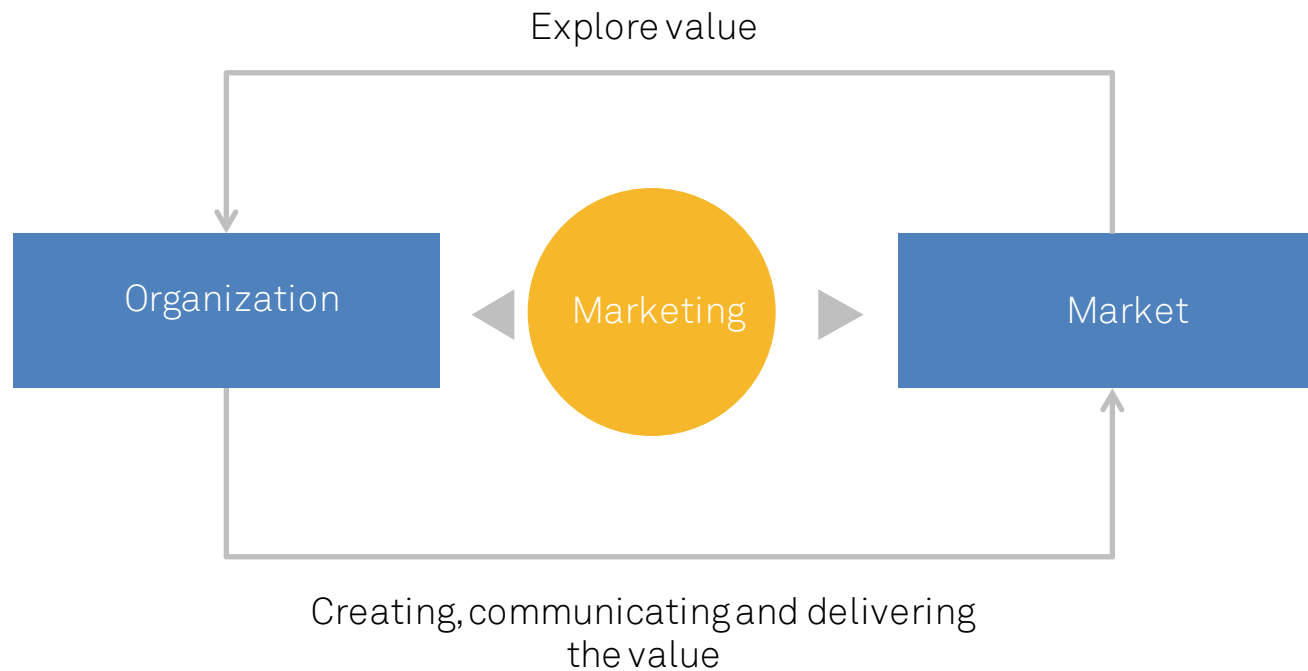 Explore value
Organization
Marketing
Market
Creating, communicating and delivering
the value